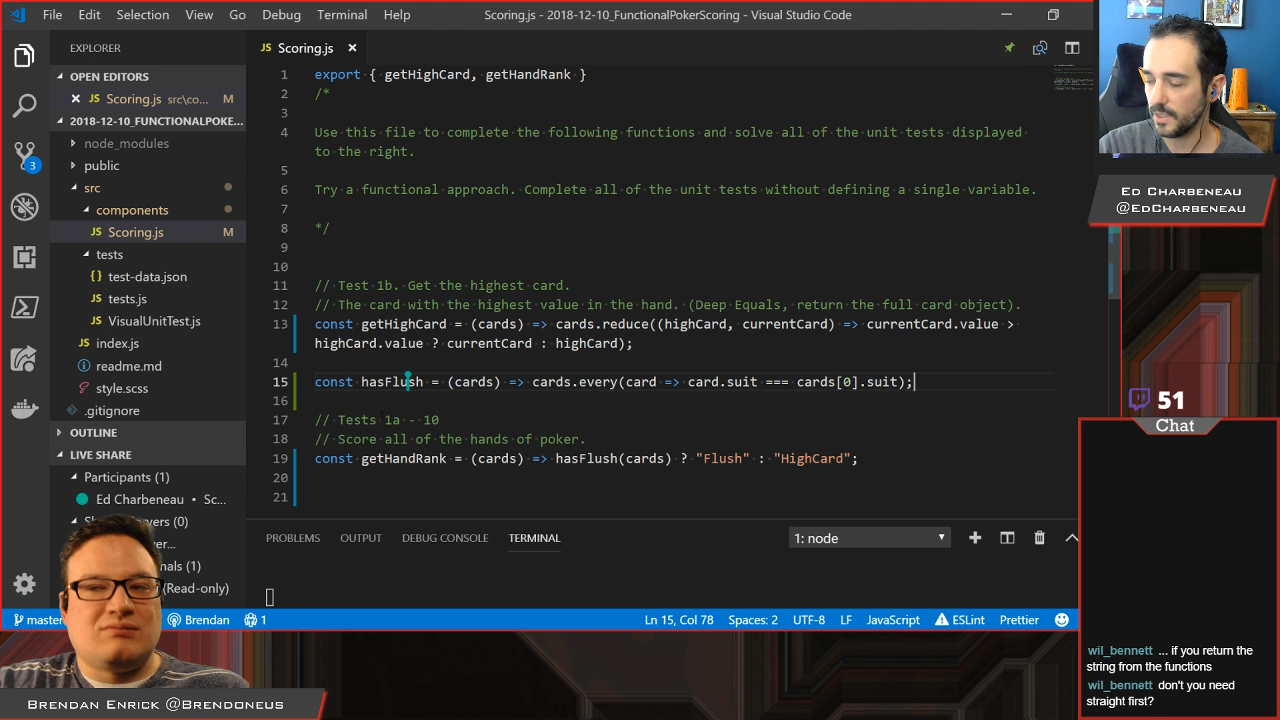 File Edit Selection View Go Debug Terminal Help
Scoring.js - 2018-12-10_FunctionalPokerScoring - Visual Studio Code
EXPLORER
OPEN EDITORS
JS Scoring.js src\co... M
2018-12-10_FUNCTIONALPOKE...
node_modules
public
src
components
JS Scoring.js M
tests
{} test-data.json
JS tests.js
JS VisualUnitTest.js
JS index.js
readme.md
style.scss
.gitignore
OUTLINE
LIVE SHARE
Participants (1)
Ed Charbeneau • Sc...
(0)
(1)
(Read-only)
3
JS Scoring.js
1 export { getHighCard, getHandRank }
2 /*
3
4 Use this file to complete the following functions and solve all of the unit tests displayed
to the right.
5
6 Try a functional approach. Complete all of the unit tests without defining a single variable.
7
8 */
9
10
11 // Test 1b. Get the highest card.
12 // The card with the highest value in the hand. (Deep Equals, return the full card object).
13 const getHighCard = (cards) => cards.reduce((highCard, currentCard) => currentCard.value >
highCard.value ? currentCard : highCard);
14
15 const hasFlush = (cards) => cards.every(card => card.suit === cards[0].suit);
16
17 // Tests 1a - 10
18 // Score all of the hands of poker.
19 const getHandRank = (cards) => hasFlush(cards) ? "Flush" : "HighCard";
20
21
PROBLEMS OUTPUT DEBUG CONSOLE TERMINAL
1: node
master Brendan 1
Ln 15, Col 78 Spaces: 2 UTF-8 LF JavaScript ESLint Prettier
Ed Charbeneau
@EdCharbeneau
51
Chat
wil_bennett ... if you return the
string from the functions
wil_bennett don't you need
straight first?
Brendan Enrick @Brendoneus